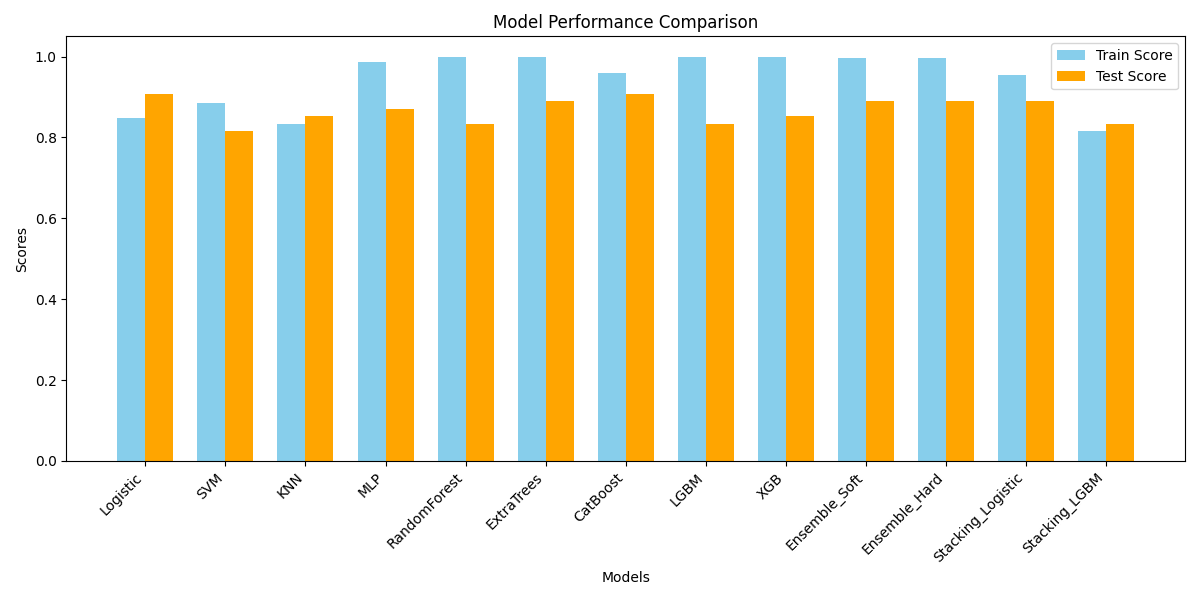 Model Performance Comparison
Train Score
Test Score
Scores
1.0
0.8
0.6
0.4
0.2
0.0
Logistic
SVM
KNN
MLP
RandomForest
ExtraTrees
CatBoost
LGBM
XGB
Ensemble_Soft
Ensemble_Hard
Stacking_Logistic
Stacking_LGBM
Models